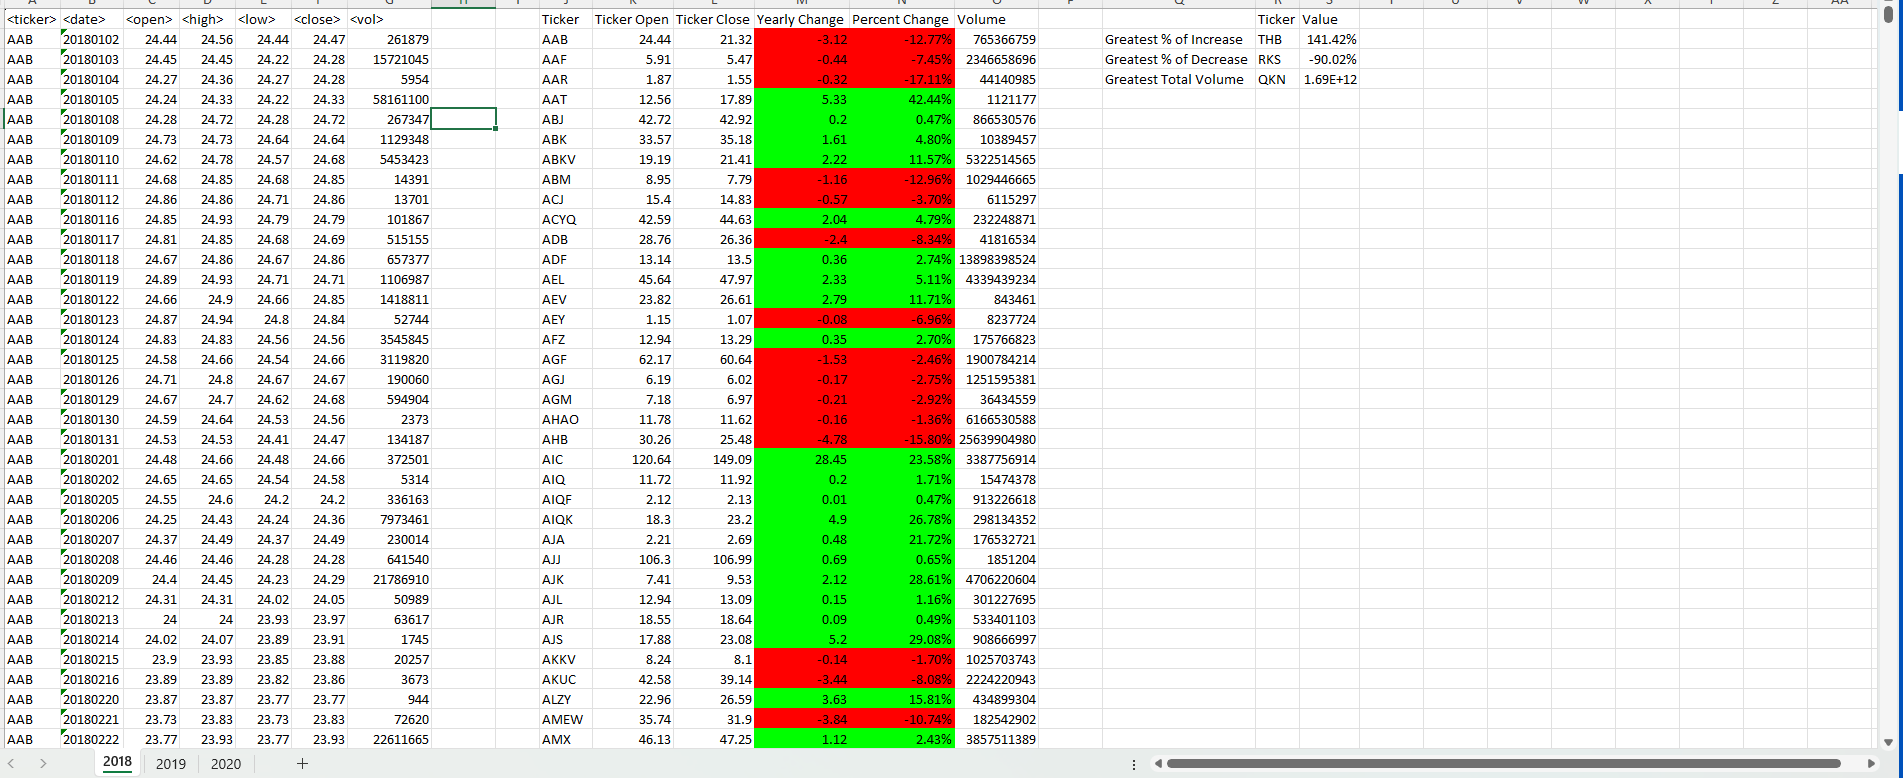 <ticker> <date> <open> <high> <low> <close> <vol> Ticker Ticker Open Ticker Close Yearly Change Percent Change Volume Ticker Value
AAB 20180102 24.44 24.56 24.44 24.47 261879 AAB 24.44 21.32 -3.12 -12.77% 765366759 Greatest % of Increase THB 141.42%
AAB 20180103 24.45 24.45 24.22 24.28 15721045 AAF 5.91 5.47 -0.44 -7.45% 2346658696 Greatest % of Decrease RKS -90.02%
AAB 20180104 24.27 24.36 24.27 24.28 5954 AAR 1.87 1.55 -0.32 -17.11% 44140985 Greatest Total Volume QKN 1.69E+12
AAB 20180105 24.24 24.33 24.22 24.33 58161100 AAT 12.56 17.89 5.33 42.44% 1121177
AAB 20180108 24.28 24.72 24.28 24.72 267347 ABJ 42.72 42.92 0.2 0.47% 866530576
AAB 20180109 24.73 24.73 24.64 24.64 1129348 ABK 33.57 35.18 1.61 4.80% 10389457
AAB 20180110 24.62 24.78 24.57 24.68 5453423 ABKV 19.19 21.41 2.22 11.57% 5322514565
AAB 20180111 24.68 24.85 24.68 24.85 14391 ABM 8.95 7.79 -1.16 -12.96% 1029446665
AAB 20180112 24.86 24.86 24.71 24.86 13701 ACJ 15.4 14.83 -0.57 -3.70% 6115297
AAB 20180116 24.85 24.93 24.79 24.79 101867 ACYQ 42.59 44.63 2.04 4.79% 232248871
AAB 20180117 24.81 24.85 24.68 24.69 515155 ADB 28.76 26.36 -2.4 -8.34% 41816534
AAB 20180118 24.67 24.86 24.67 24.86 657377 ADF 13.14 13.5 0.36 2.74% 13898398524
AAB 20180119 24.89 24.93 24.71 24.71 1106987 AEL 45.64 47.97 2.33 5.11% 4339439234
AAB 20180122 24.66 24.9 24.66 24.85 1418811 AEV 23.82 26.61 2.79 11.71% 843461
AAB 20180123 24.87 24.94 24.8 24.84 52744 AEY 1.15 1.07 -0.08 -6.96% 8237724
AAB 20180124 24.83 24.83 24.56 24.56 3545845 AFZ 12.94 13.29 0.35 2.70% 175766823
AAB 20180125 24.58 24.66 24.54 24.66 3119820 AGF 62.17 60.64 -1.53 -2.46% 1900784214
AAB 20180126 24.71 24.8 24.67 24.67 190060 AGJ 6.19 6.02 -0.17 -2.75% 1251595381
AAB 20180129 24.67 24.7 24.62 24.68 594904 AGM 7.18 6.97 -0.21 -2.92% 36434559
AAB 20180130 24.59 24.64 24.53 24.56 2373 AHAO 11.78 11.62 -0.16 -1.36% 6166530588
AAB 20180131 24.53 24.53 24.41 24.47 134187 AHB 30.26 25.48 -4.78 -15.80% 25639904980
AAB 20180201 24.48 24.66 24.48 24.66 372501 AIC 120.64 149.09 28.45 23.58% 3387756914
AAB 20180202 24.65 24.65 24.54 24.58 5314 AIQ 11.72 11.92 0.2 1.71% 15474378
AAB 20180205 24.55 24.6 24.2 24.2 336163 AIQF 2.12 2.13 0.01 0.47% 913226618
AAB 20180206 24.25 24.43 24.24 24.36 7973461 AIQK 18.3 23.2 4.9 26.78% 298134352
AAB 20180207 24.37 24.49 24.37 24.49 230014 AJA 2.21 2.69 0.48 21.72% 176532721
AAB 20180208 24.46 24.46 24.28 24.28 641540 AJJ 106.3 106.99 0.69 0.65% 1851204
AAB 20180209 24.4 24.45 24.23 24.29 21786910 AJK 7.41 9.53 2.12 28.61% 4706220604
AAB 20180212 24.31 24.31 24.02 24.05 50989 AJL 12.94 13.09 0.15 1.16% 301227695
AAB 20180213 24 24 23.93 23.97 63617 AJR 18.55 18.64 0.09 0.49% 533401103
AAB 20180214 24.02 24.07 23.89 23.91 1745 AJS 17.88 23.08 5.2 29.08% 908666997
AAB 20180215 23.9 23.93 23.85 23.88 20257 AKKV 8.24 8.1 -0.14 -1.70% 1025703743
AAB 20180216 23.89 23.89 23.82 23.86 3673 AKUC 42.58 39.14 -3.44 -8.08% 2224220943
AAB 20180220 23.87 23.87 23.77 23.77 944 ALZY 22.96 26.59 3.63 15.81% 434899304
AAB 20180221 23.73 23.83 23.73 23.83 72620 AMEW 35.74 31.9 -3.84 -10.74% 182542902
AAB 20180222 23.77 23.93 23.77 23.93 22611665 AMX 46.13 47.25 1.12 2.43% 3857511389
2018 2019 2020